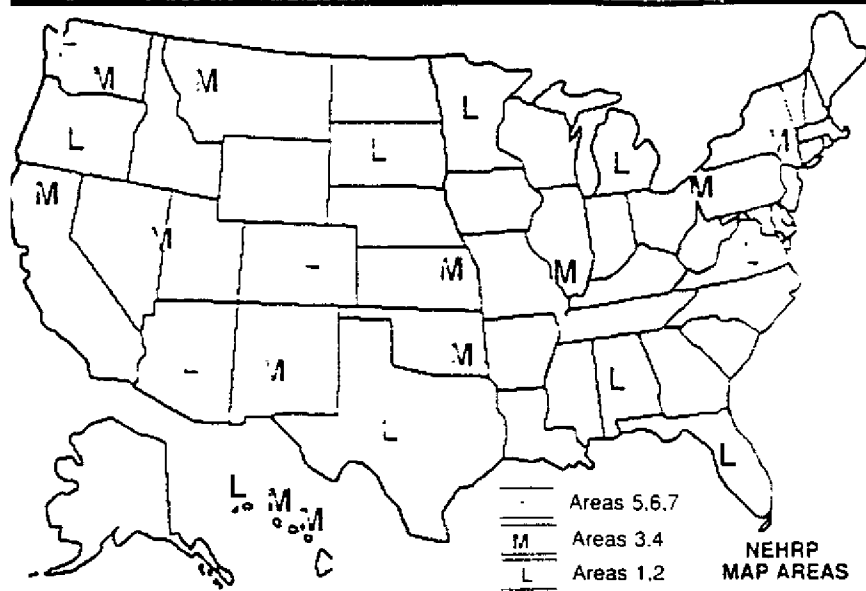 - M M L
L L L
M M
M M
M - M M -
- M M L
L L
L M M
- Areas 5,6,7
M Areas 3.4
L Areas 1,2
NEHRP
MAP AREAS